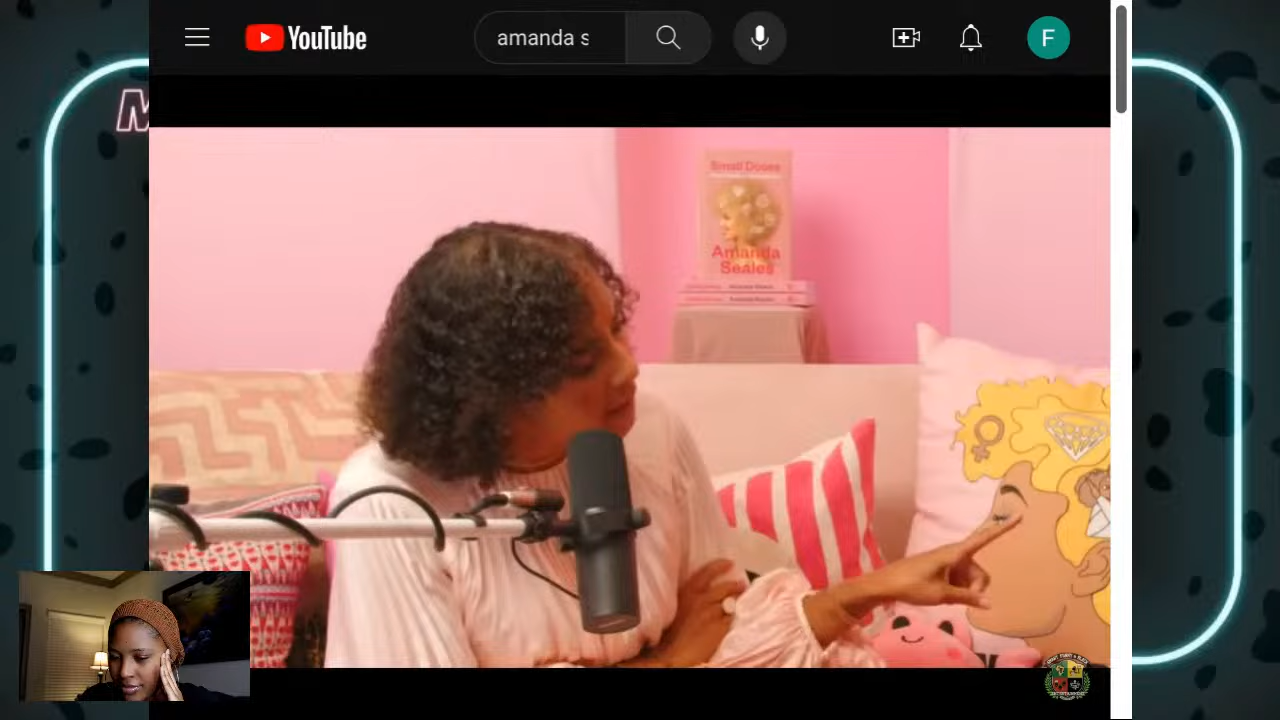 M
YouTube
amanda s
F
Small Doses
Amanda
Seales